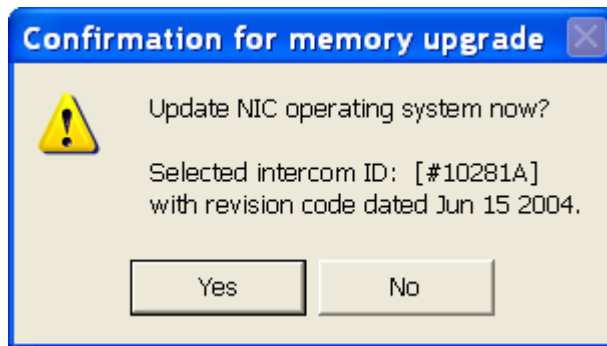 Confirmation for memory upgrade
Update NIC operating system now?
Selected intercom ID: [#10281A]
with revision code dated Jun 15 2004.
Yes
No